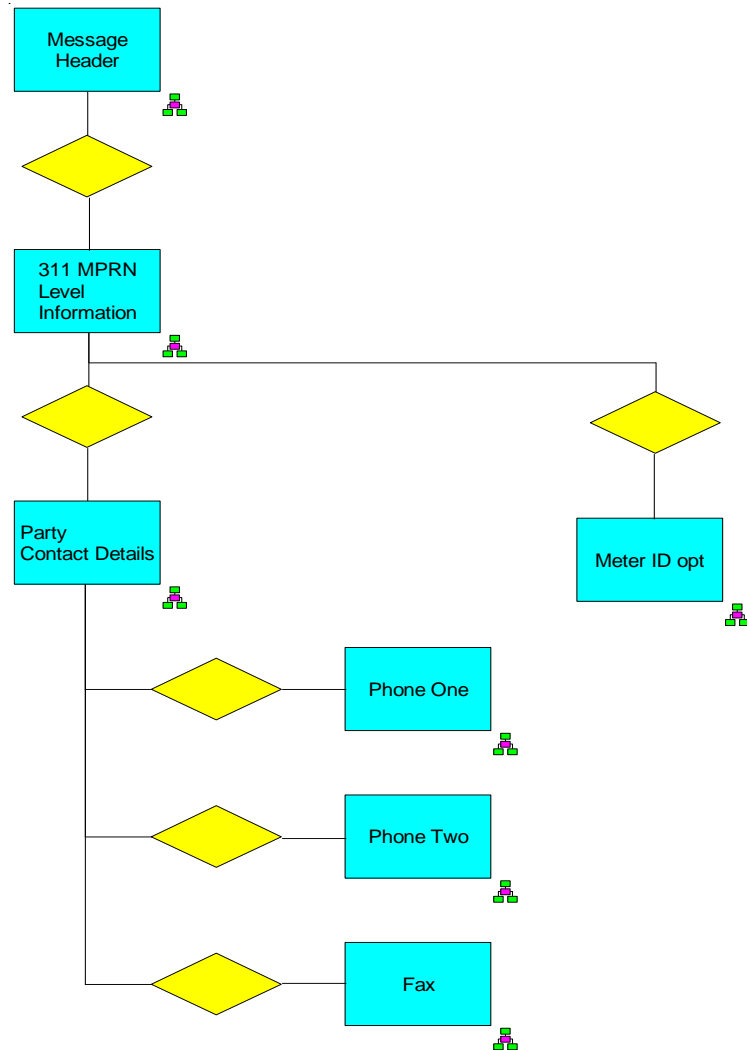 Message
Header
311 MPRN
Level
Information
Party
Contact Details
Meter ID opt
Phone One
Phone Two
Fax